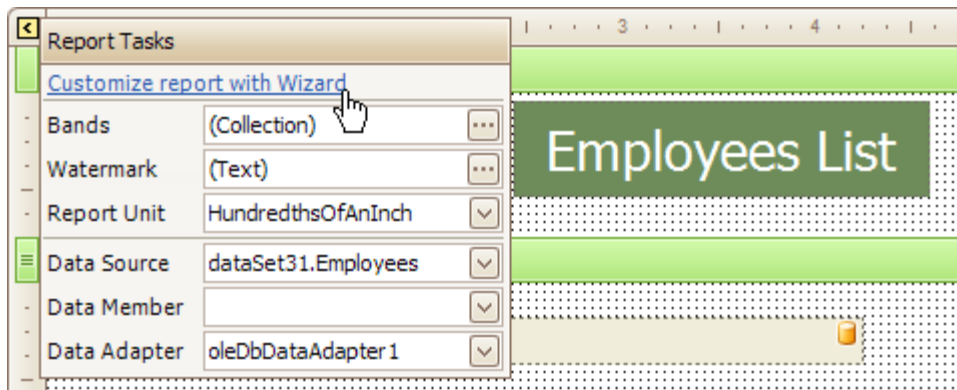 Report Tasks
3 4
Customize report with Wizard
Bands (Collection) ...
Employees List
Watermark (Text) ...
Report Unit HundredthsOfAnInch
Data Source dataSet31.Employees
Data Member
Data Adapter oleDbDataAdapter1